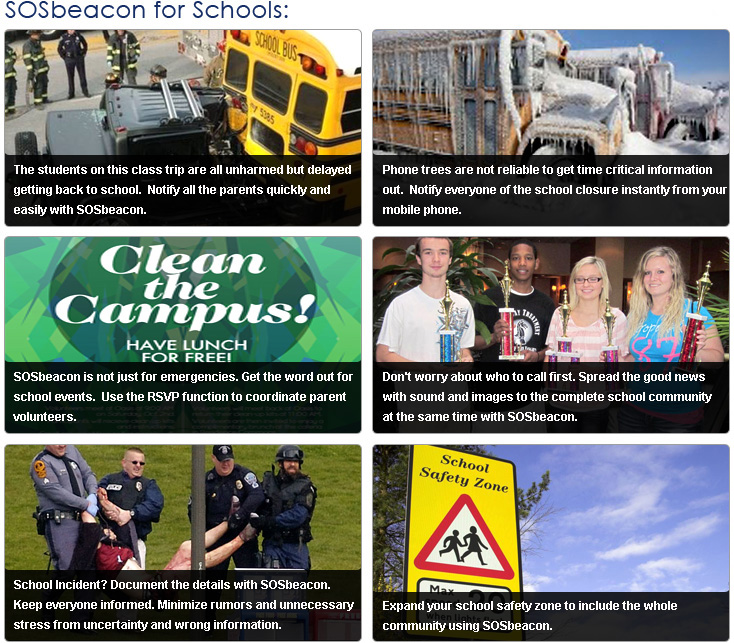 SOSbeacon for Schools:
SCHOOL BUS
The students on this class trip are all unharmed but delayed
getting back to school. Notify all the parents quickly and
easily with SOSbeacon.
Phone trees are not reliable to get time critical information
out. Notify everyone of the school closure instantly from your
mobile phone.
Clean
the
Campus!
HAVE LUNCH
FOR FREE!
SOSbeacon is not just for emergencies. Get the word out for
school events. Use the RSVP function to coordinate parent
volunteers.
Don't worry about who to call first. Spread the good news
with sound and images to the complete school community
at the same time with SOSbeacon.
School Incident? Document the details with SOSbeacon.
Keep everyone informed. Minimize rumors and unnecessary
stress from uncertainty and wrong information.
School
Safety Zone
Max
Expand your school safety zone to include the whole
community using SOSbeacon.